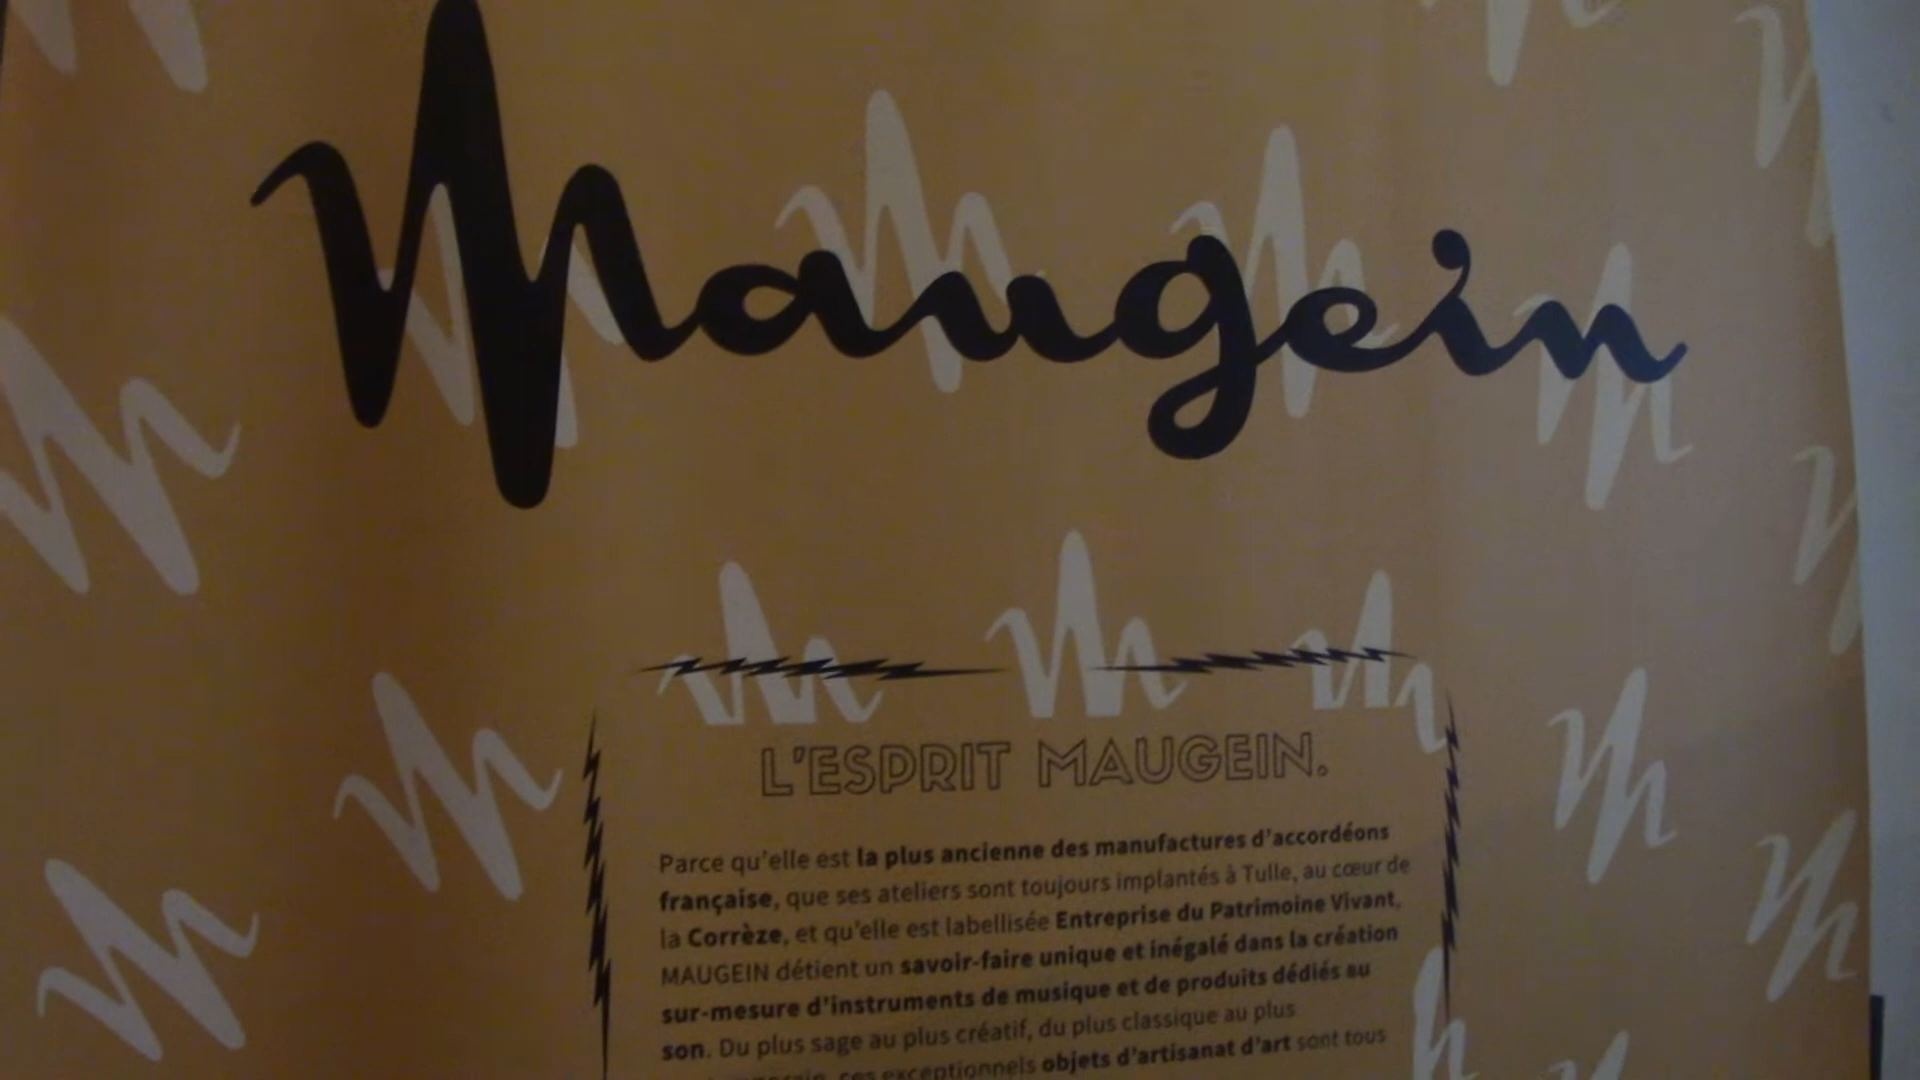 Maugein
L'ESPRIT MAUGEIN.
Parce qu'elle est la plus ancienne des manufactures d'accordéons
française, que ses ateliers sont toujours implantés à Tulle, au cœur de
la Corrèze, et qu'elle est labellisée Entreprise du Patrimoine Vivant,
MAUGEIN détient un savoir-faire unique et inégalé dans la création
sur-mesure d'instruments de musique et de produits dédiés au
son. Du plus sage au plus créatif, du plus classique au plus
ces exceptionnels objets d'artisanat d'art sont tous